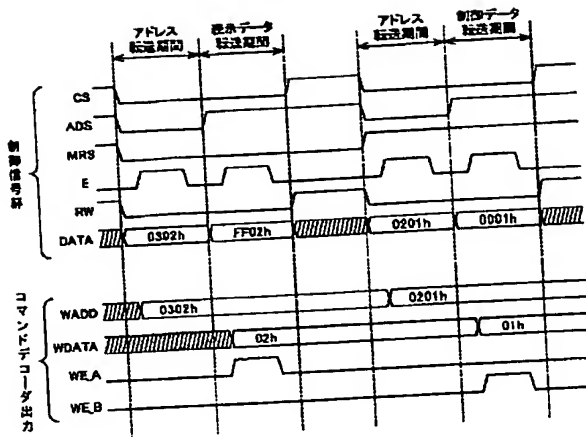 アドレス
転送期間
表示データ
転送期間
アドレス
転送期間
制御データ
転送期間
制御信号群
CS
ADS
MRS
E
RW
DATA
0302h
FF02h
0201h
0001h
コマンドデコーダ出力
WADD
0302h
0201h
WDATA
02h
01h
WE_A
WE_B